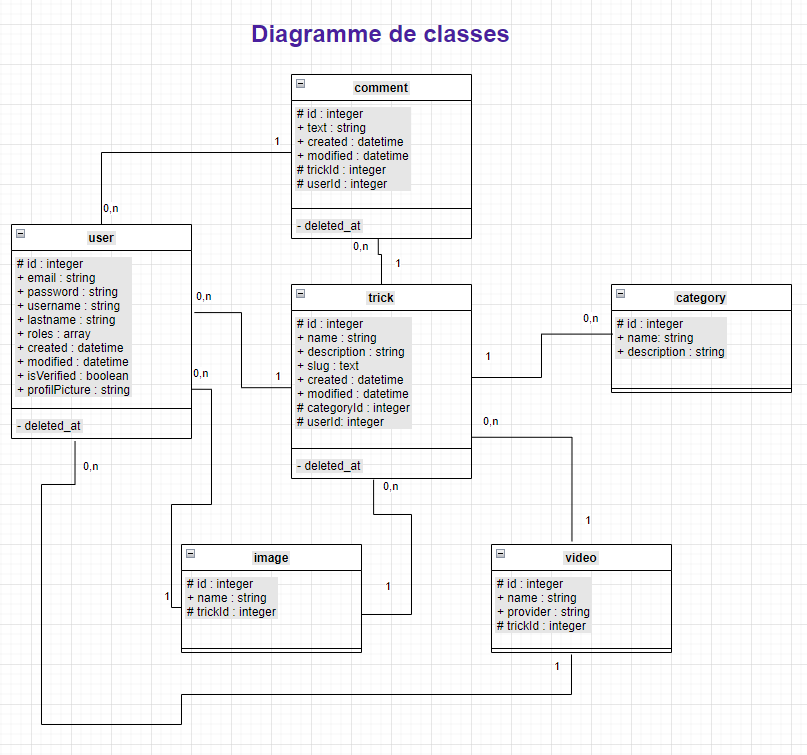 Diagramme de classes
comment
# id : integer
+ text : string
+ created : datetime
+ modified : datetime
# trickId : integer
# userId : integer
- deleted_at
1
0,n
0,n
1
user
# id : integer
+ email : string
+ password : string
+ username : string
+ lastname : string
+ roles : array
+ created : datetime
+ modified : datetime
+ isVerified : boolean
+ profilPicture : string
- deleted_at
0,n
1
0,n
0,n
trick
# id : integer
+ name : string
+ description : string
+ slug : text
+ created : datetime
+ modified : datetime
# categoryId : integer
# userId: integer
- deleted_at
0,n
1
0,n
1
0,n
1
category
# id : integer
+ name: string
+ description : string
image
# id : integer
+ name : string
# trickId : integer
1
video
# id : integer
+ name : string
+ provider : string
# trickId : integer
1